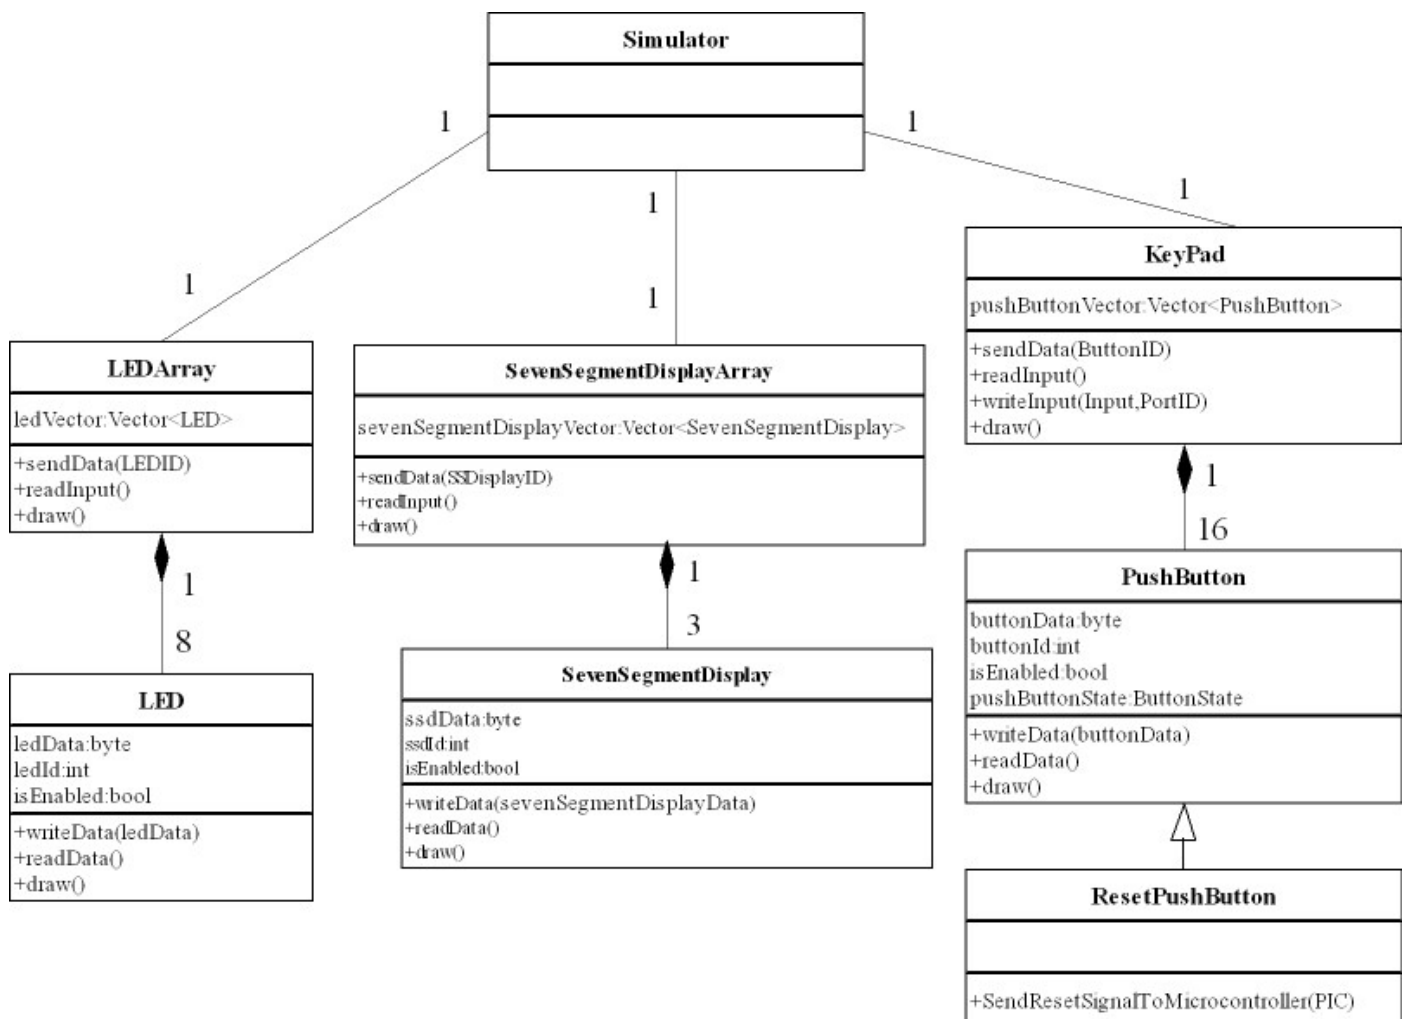 Simulator
1
1
1
1
1
1
KeyPad
pushButtonVector:Vector<PushButton>
+sendData(ButtonID)
+readInput()
+writeInput(Input,PortID)
+draw()
LEDArray
ledVector:Vector<LED>
+sendData(LEDID)
+readInput()
+draw()
SevenSegmentDisplayArray
sevenSegmentDisplayVector:Vector<SevenSegmentDisplay>
+sendData(SSDisplayID)
+readInput()
+draw()
1
16
1
8
1
3
PushButton
buttonData:byte
buttonId:int
isEnabled:bool
pushButtonState:ButtonState
+writeData(buttonData)
+readData()
+draw()
LED
ledData:byte
ledId:int
isEnabled:bool
+writeData(ledData)
+readData()
+draw()
SevenSegmentDisplay
ssdData:byte
ssdId:int
isEnabled:bool
+writeData(sevenSegmentDisplayData)
+readData()
+draw()
ResetPushButton
+SendResetSignalToMicrocontroller(PIC)